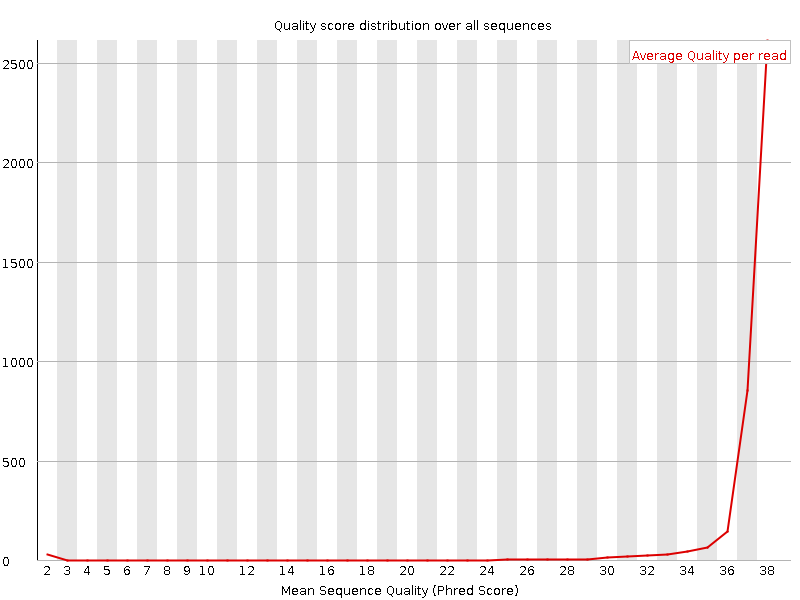 Quality score distribution over all sequences
Average Quality per read
2500
2000
1500
1000
500
0
2 3 4 5 6 7 8 9 10 12 14 16 18 20 22 24 26 28 30 32 34 36 38
Mean Sequence Quality (Phred Score)